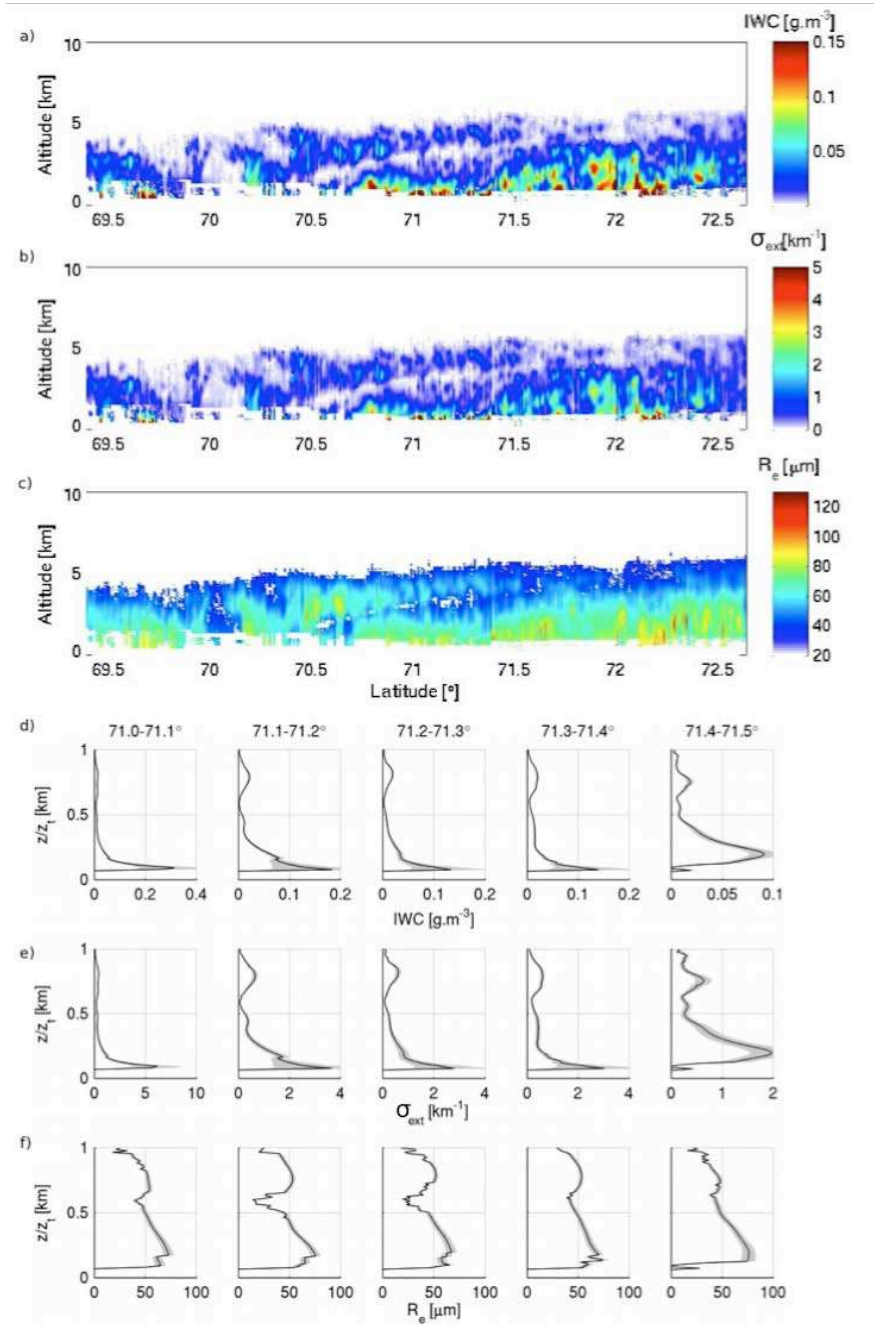 a)
IWC [g.m-3]
10
5
0
Altitude [km]
0.15
0.1
0.05
69.5 70 70.5 71 71.5 72 72.5
b)
σext[km-1]
10
5
0
Altitude [km]
5
4
3
2
1
0
69.5 70 70.5 71 71.5 72 72.5
c)
Re [μm]
10
5
0
Altitude [km]
120
100
80
60
40
20
69.5 70 70.5 71 71.5 72 72.5
Latitude [°]
d)
71.0-71.1° 71.1-71.2° 71.2-71.3° 71.3-71.4° 71.4-71.5°
1
0.5
0
z/zt [km]
0 0.2 0.4 0 0.1 0.2 0 0.1 0.2 0 0.1 0.2 0 0.05 0.1
IWC [g.m-3]
e)
1
0.5
0
z/zt [km]
0 5 10 0 2 4 0 2 4 0 2 4 0 1 2
σext [km-1]
f)
1
0.5
0
z/zt [km]
0 50 100 0 50 100 0 50 100 0 50 100 0 50 100
Re [μm]